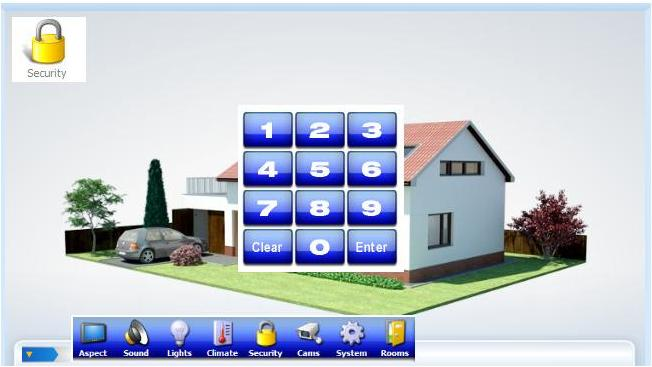 Security
1 2 3
4 5 6
7 8 9
Clear 0 Enter
Aspect Sound Lights Climate Security Cams System Rooms